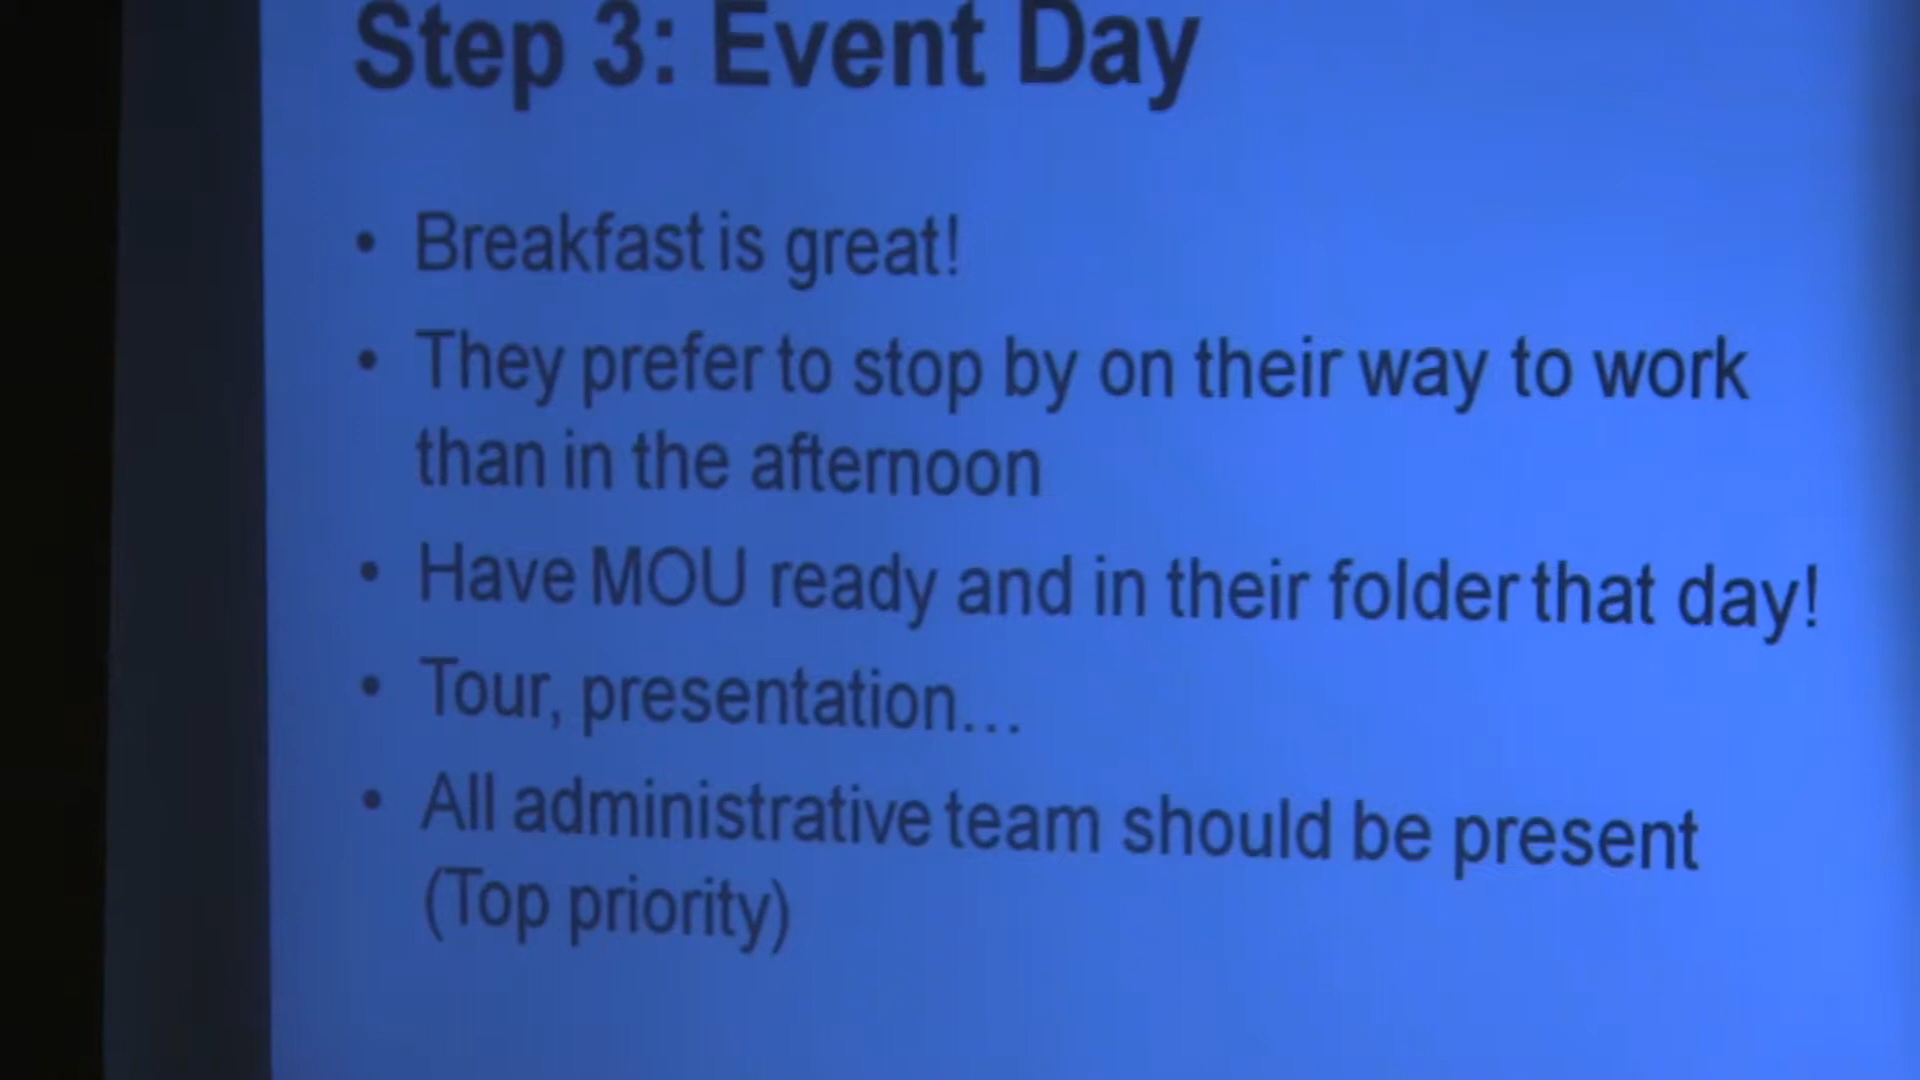 Step 3: Event Day
• Breakfast is great!
• They prefer to stop by on their way to work
than in the afternoon
• Have MOU ready and in their folder that day!
• Tour, presentation...
• All administrative team should be present
(Top priority)